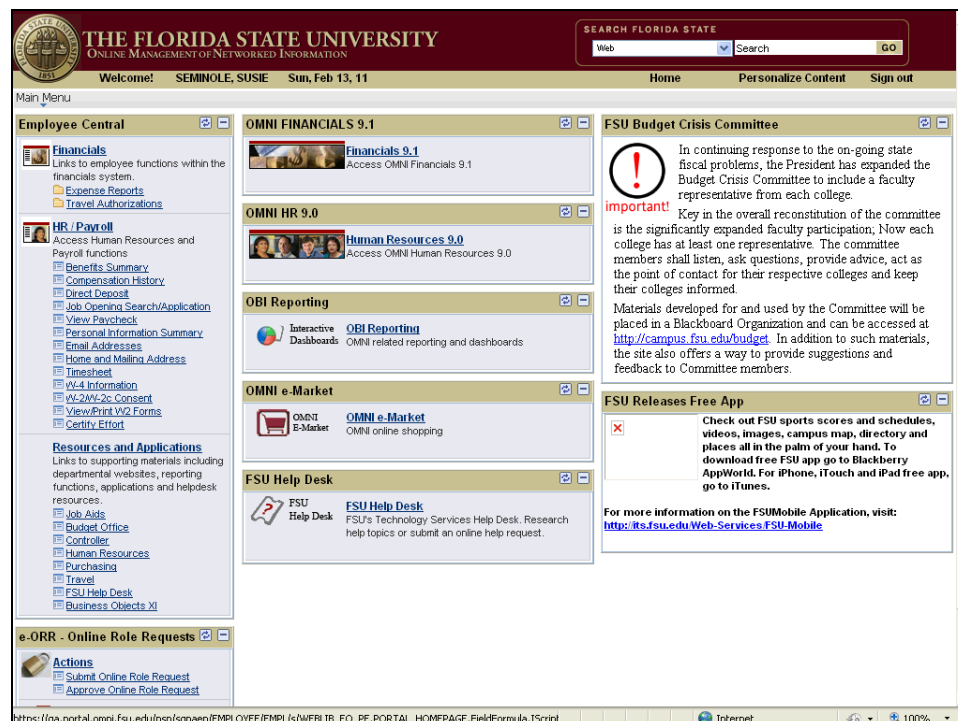 THE FLORIDA STATE UNIVERSITY
ONLINE MANAGEMENT OF NETWORKED INFORMATION
1851
SEARCH FLORIDA STATE
Web
Search
GO
Welcome! SEMINOLE, SUSIE Sun, Feb 13, 11
Home Personalize Content Sign out
Main Menu
Employee Central
Financials
Links to employee functions within the
financials system.
Expense Reports
Travel Authorizations
HR / Payroll
Access Human Resources and
Payroll functions
Benefits Summary
Compensation History
Direct Deposit
Job Opening Search/Application
View Paycheck
Personal Information Summary
Email Addresses
Home and Mailing Address
Timesheet
W-4 Information
W-2/W-2c Consent
View/Print W2 Forms
Certify Effort
Resources and Applications
Links to supporting materials including
departmental websites, reporting
functions, applications and helpdesk
resources.
Job Aids
Budget Office
Controller
Human Resources
Purchasing
Travel
FSU Help Desk
Business Objects XI
e-ORR - Online Role Requests
Actions
Submit Online Role Request
Approve Online Role Request
OMNI FINANCIALS 9.1
Financials 9.1
Access OMNI Financials 9.1
OMNI HR 9.0
Human Resources 9.0
Access OMNI Human Resources 9.0
OBI Reporting
Interactive
Dashboards
OBI Reporting
OMNI related reporting and dashboards
OMNI e-Market
OMNI
E-Market
OMNI e-Market
OMNI online shopping
FSU Help Desk
FSU
Help Desk
FSU Help Desk
FSU's Technology Services Help Desk. Research
help topics or submit an online help request.
FSU Budget Crisis Committee
important!
In continuing response to the on-going state
fiscal problems, the President has expanded the
Budget Crisis Committee to include a faculty
representative from each college.
Key in the overall reconstitution of the committee
is the significantly expanded faculty participation; Now each
college has at least one representative. The committee
members shall listen, ask questions, provide advice, act as
the point of contact for their respective colleges and keep
their colleges informed.
Materials developed for and used by the Committee will be
placed in a Blackboard Organization and can be accessed at
http://campus.fsu.edu/budget. In addition to such materials,
the site also offers a way to provide suggestions and
feedback to Committee members.
FSU Releases Free App
Check out FSU sports scores and schedules,
videos, images, campus map, directory and
places all in the palm of your hand. To
download free FSU app go to Blackberry
AppWorld. For iPhone, iTouch and iPad free app,
go to iTunes.
For more information on the FSUMobile Application, visit:
http://its.fsu.edu/Web-Services/FSU-Mobile
Internet
100%